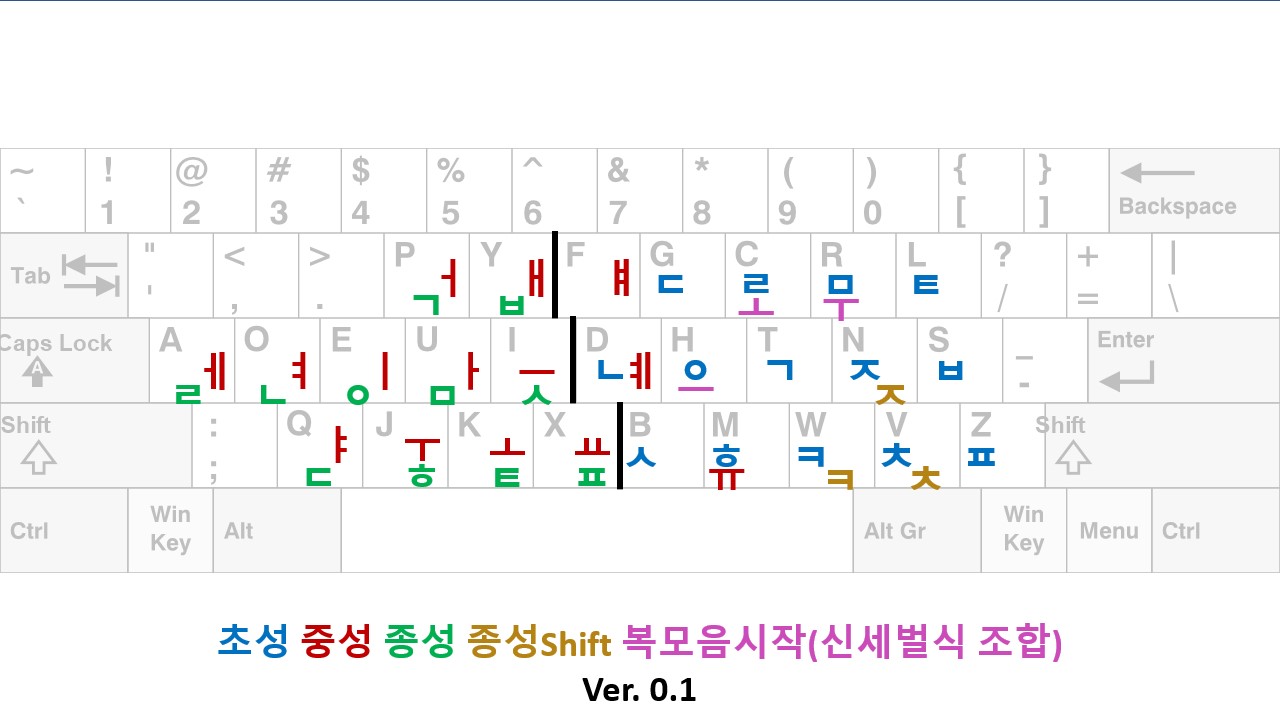 ~ ! @ # $ % ^ & * ( ) { }
` 1 2 3 4 5 6 7 8 9 0 [ ] Backspace
Tab " < > P ㅓ Y ㅐ F ㅒ G ㄷ C ㄹ R ㅁ L ㅌ ? + |
' , . ㄱ ㅂ ㅗ ㅜ / = \
Caps Lock A ㅔ O ㅕ E ㅣ U ㅏ I ㅡ D ㄴ ㅖ H ㅇ T ㄱ N ㅈ S ㅂ _ Enter
A ㄹ ㄴ ㅇ ㅁ ㅅ ㅡ ㅈ -
Shift : Q ㅑ J ㅜ K ㅗ X ㅛ B ㅅ M ㅎ W ㅋ V ㅊ Z ㅍ Shift
; ㄷ ㅎ ㅌ ㅍ ㅠ ㅋ ㅊ
Ctrl Win Key Alt Alt Gr Win Key Menu Ctrl
초성 중성 종성 종성Shift 복모음시작(신세벌식 조합)
Ver. 0.1